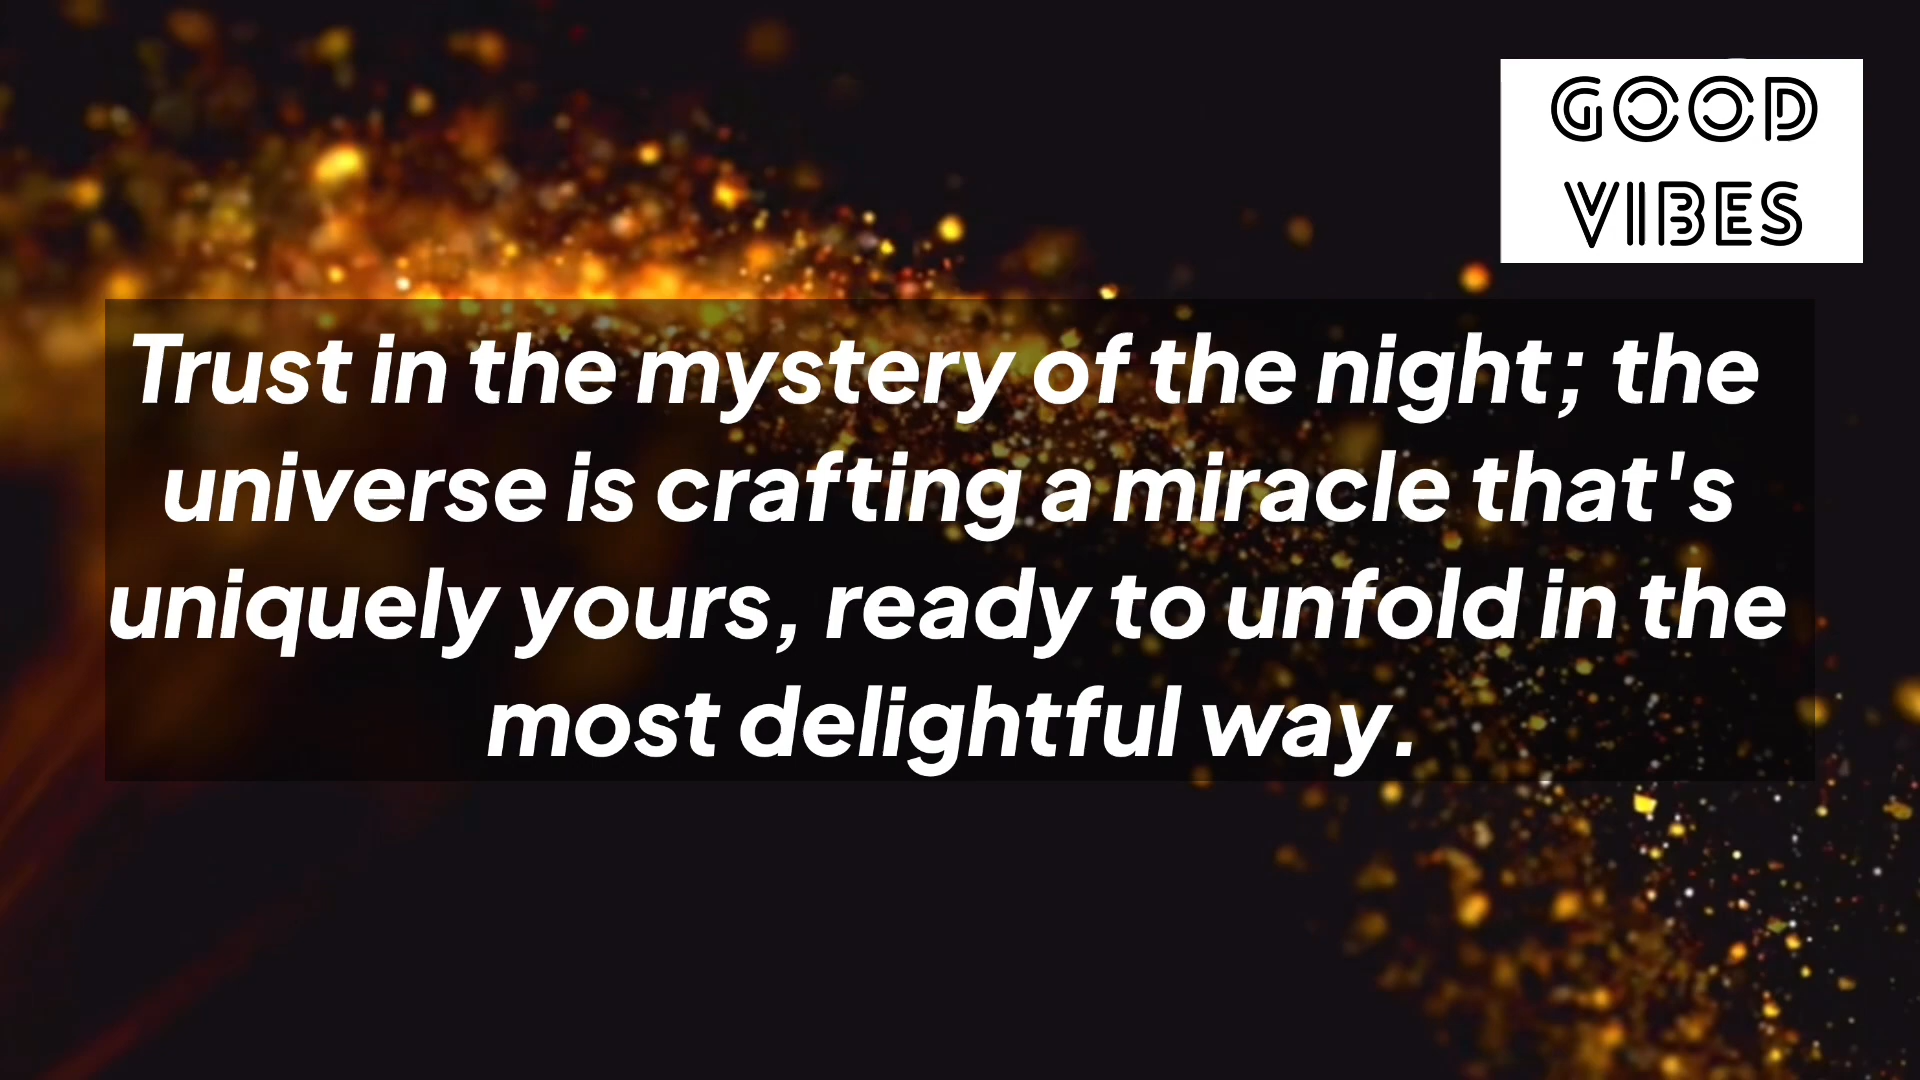 GOOD
VIBES
Trust in the mystery of the night; the
universe is crafting a miracle that's
uniquely yours, ready to unfold in the
most delightful way.